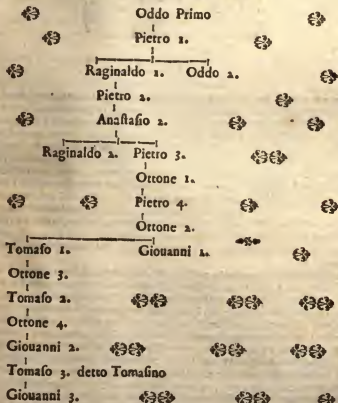 Oddo Primo
Pietro 1.
Raginaldo 1. Oddo 2.
Pietro 2.
Anaſtaſio 2.
Raginaldo 2. Pietro 3.
Ottone 1.
Pietro 4.
Ottone 2.
Tomaſo 1. Giouanni 1.
Ottone 3.
Tomaſo 2.
Ottone 4.
Giouanni 2.
Tomaſo 3. detto Tomaſino
Giouanni 3.